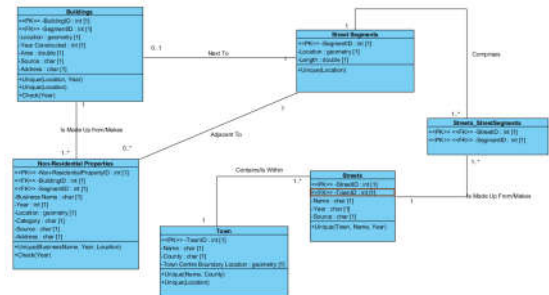 Buildings
<<PK>> -BuildingID : int [1]
<<FK>> -SegmentID : int [1]
-Location : geometry [1]
-Year Constructed : int [1]
-Area : double [1]
-Source : char [1]
-Address : char [1]
+Unique(Location, Year)
+Unique(Location)
+Check(Year)
0..1
Next To
1
Street Segments
<<PK>> -SegmentID : int [1]
-Location : geometry [1]
-Length : double [1]
+Unique(Location)
1
Comprises
1..*
Streets_StreetSegments
<<PK>> <<FK>> -StreetID : int [1]
<<PK>> <<FK>> -SegmentID : int [1]
1..*
Is Made Up From/Makes
1
1
Is Made Up From/Makes
1..*
0..*
Adjacent To
1
Non-Residential Properties
<<PK>> -Non-ResidentialPropertyID : int [1]
<<FK>> -BuildingID : int [1]
<<FK>> -SegmentID : int [1]
-Business Name : char [1]
-Year : int [1]
-Location : geometry [1]
-Category : char [1]
-Source : char [1]
-Address : char [1]
+Unique(BusinessName, Year, Location)
+Check(Year)
Contains/Is Within
1..*
1
Streets
<<PK>> -StreetID : int [1]
<<FK>> -TownID : int [1]
-Name : char [1]
-Year : char [1]
-Source : char [1]
+Unique(Town, Name, Year)
Town
<<PK>> -TownID : int [1]
-Name : char [1]
-County : char [1]
-Town Centre Boundary Location : geometry [1]
+Unique(Name, County)
+Unique(Location)